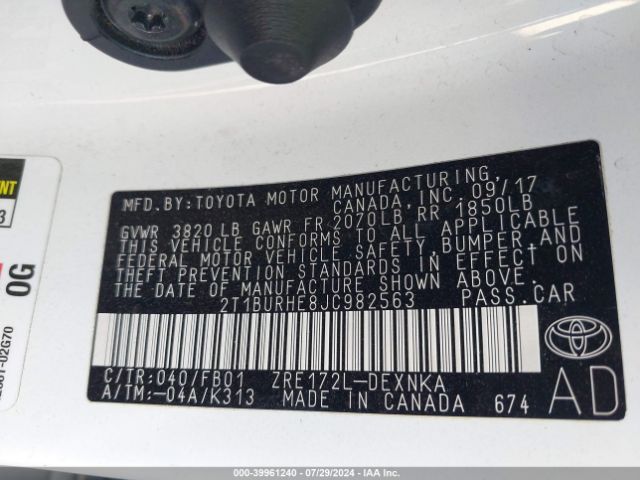 MFD.BY:TOYOTA MOTOR MANUFACTURING,
CANADA, INC. 09/17
GVWR 3820 LB GAWR FR 2070LB RR 1850LB
THIS VEHICLE CONFORMS TO ALL APPLICABLE
FEDERAL MOTOR VEHICLE SAFETY, BUMPER, AND
THEFT PREVENTION STANDARDS IN EFFECT ON
THE DATE OF MANUFACTURE SHOWN ABOVE.
2T1BURHE8JC982563 PASS.CAR
C/TR:040/FB01 ZRE172L-DEXNKA
A/TM:-04A/K313 MADE IN CANADA 674
AD
0G
-02G70
000-39961240 - 07/29/2024 - IAA Inc.